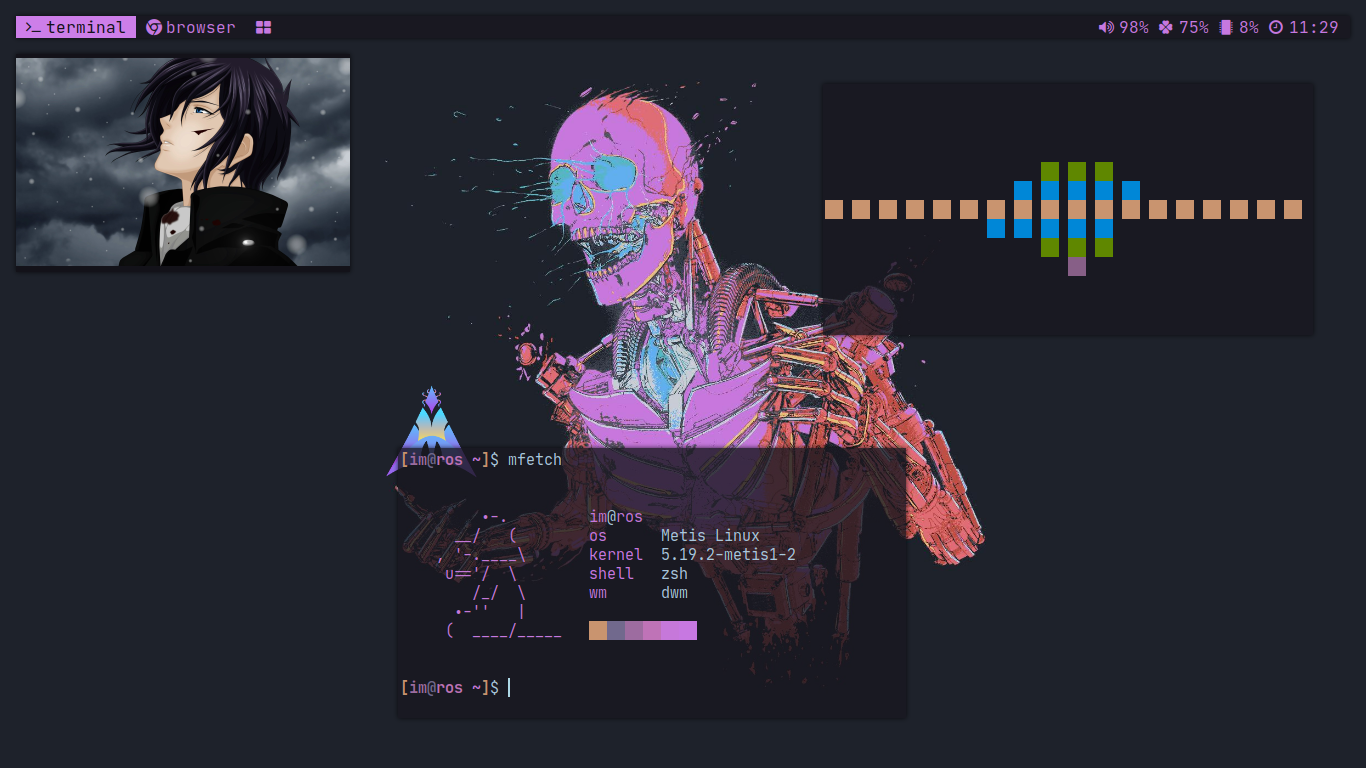 terminal browser 98% 75% 8% 11:29
[im@ros ~]$ mfetch
im@ros
os Metis Linux
kernel 5.19.2-metis1-2
shell zsh
wm dwm
[im@ros ~]$